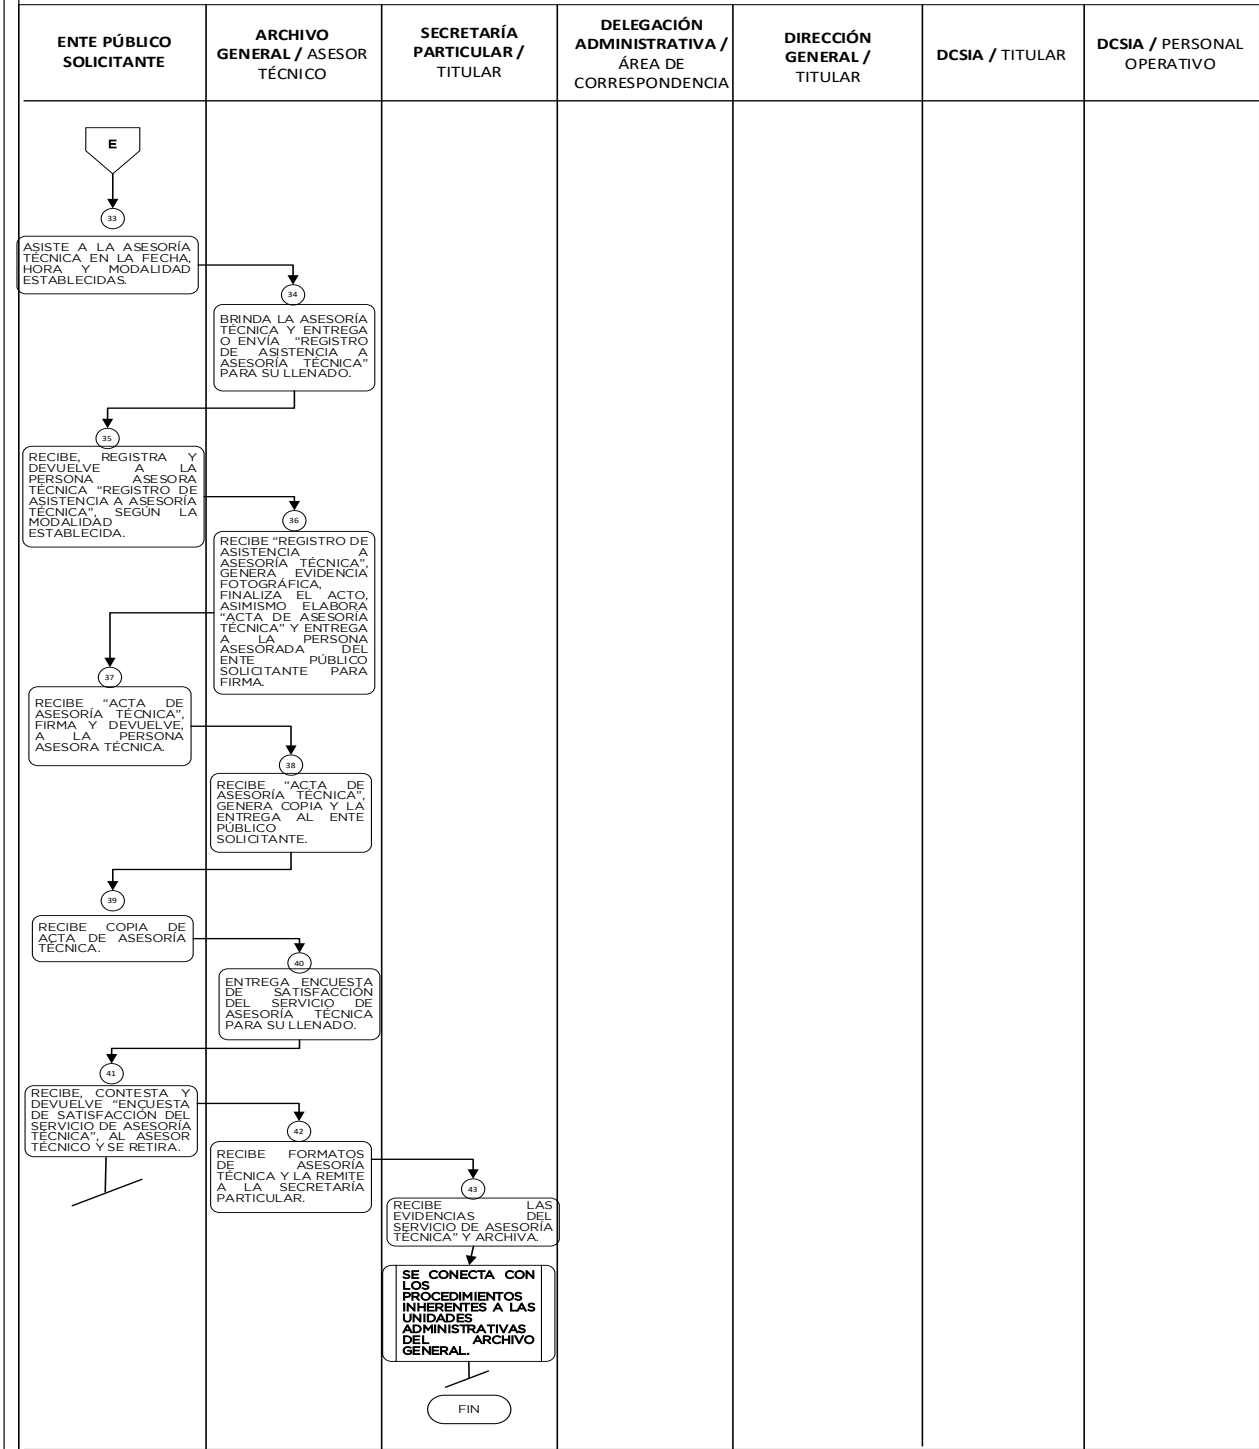 ENTE PÚBLICO
SOLICITANTE
ARCHIVO
GENERAL / ASESOR
TÉCNICO
SECRETARÍA
PARTICULAR /
TITULAR
DELEGACIÓN
ADMINISTRATIVA /
ÁREA DE
CORRESPONDENCIA
DIRECCIÓN
GENERAL /
TITULAR
DCSIA / TITULAR
DCSIA / PERSONAL
OPERATIVO
E
33
ASISTE A LA ASESORÍA
TÉCNICA EN LA FECHA,
HORA Y MODALIDAD
ESTABLECIDAS.
34
BRINDA LA ASESORÍA
TÉCNICA Y ENTREGA
O ENVÍA “REGISTRO
DE ASISTENCIA A
ASESORÍA TÉCNICA”
PARA SU LLENADO.
35
RECIBE, REGISTRA Y
DEVUELVE A LA
PERSONA ASESORA
TÉCNICA “REGISTRO DE
ASISTENCIA A ASESORÍA
TÉCNICA”, SEGÚN LA
MODALIDAD
ESTABLECIDA.
36
RECIBE “REGISTRO DE
ASISTENCIA A
ASESORÍA TÉCNICA”,
GENERA EVIDENCIA
FOTOGRÁFICA,
FINALIZA EL ACTO,
ASIMISMO ELABORA
“ACTA DE ASESORÍA
TÉCNICA” Y ENTREGA
A LA PERSONA
ASESORADA DEL
ENTE PÚBLICO
SOLICITANTE PARA
FIRMA.
37
RECIBE “ACTA DE
ASESORÍA TÉCNICA”,
FIRMA Y DEVUELVE,
A LA PERSONA
ASESORA TÉCNICA.
38
RECIBE “ACTA DE
ASESORÍA TÉCNICA”,
GENERA COPIA Y LA
ENTREGA AL ENTE
PÚBLICO
SOLICITANTE.
39
RECIBE COPIA DE
ACTA DE ASESORÍA
TÉCNICA.
40
ENTREGA ENCUESTA
DE SATISFACCIÓN
DEL SERVICIO DE
ASESORÍA TÉCNICA
PARA SU LLENADO.
41
RECIBE, CONTESTA Y
DEVUELVE “ENCUESTA
DE SATISFACCIÓN DEL
SERVICIO DE ASESORÍA
TÉCNICA”, AL ASESOR
TÉCNICO Y SE RETIRA.
42
RECIBE FORMATOS
DE ASESORÍA
TÉCNICA Y LA REMITE
A LA SECRETARÍA
PARTICULAR.
43
RECIBE LAS
EVIDENCIAS DEL
SERVICIO DE ASESORÍA
TÉCNICA” Y ARCHIVA.
SE CONECTA CON
LOS
PROCEDIMIENTOS
INHERENTES A LAS
UNIDADES
ADMINISTRATIVAS
DEL ARCHIVO
GENERAL.
FIN